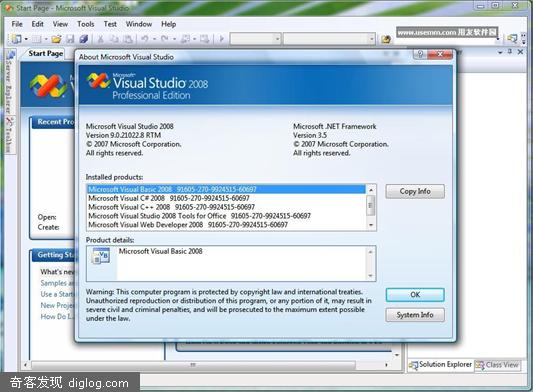 Start Page - Microsoft Visual Studio
File Edit View Tools Test Window Help
www.usemm.com 用友软件园
Start Page
Server Explorer
Toolbox
About Microsoft Visual Studio
Microsoft
Visual Studio 2008
Professional Edition
Recent Pro
Microsoft Visual Studio 2008
Version 9.0.21022.8 RTM
© 2007 Microsoft Corporation.
All rights reserved.
Microsoft .NET Framework
Version 3.5
© 2007 Microsoft Corporation.
All rights reserved.
Installed products:
Microsoft Visual Basic 2008 91605-270-9924515-60697
Microsoft Visual C# 2008 91605-270-9924515-60697
Microsoft Visual C++ 2008 91605-270-9924515-60697
Microsoft Visual Studio 2008 Tools for Office 91605-270-9924515-60697
Microsoft Visual Web Developer 2008 91605-270-9924515-60697
Copy Info
Open:
Create:
Product details:
Microsoft Visual Basic 2008
VB
Getting Sta
What's new
Samples an
Use a Starte
New Projec
How Do I..
Warning: This computer program is protected by copyright law and international treaties.
Unauthorized reproduction or distribution of this program, or any portion of it, may result in
severe civil and criminal penalties, and will be prosecuted to the maximum extent possible
under the law.
OK
System Info
Solution Explorer
Class View
奇客发现 diglog.com